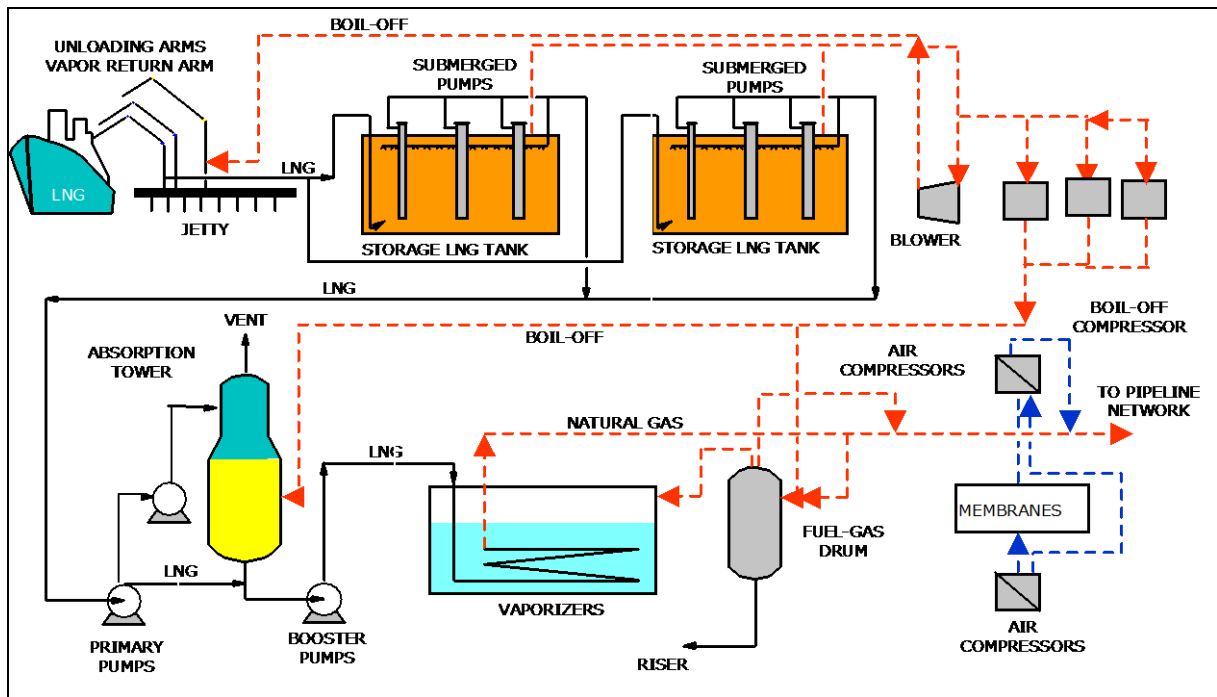 BOIL-OFF
UNLOADING ARMS
VAPOR RETURN ARM
SUBMERGED
PUMPS
SUBMERGED
PUMPS
LNG
LNG
JETTY
STORAGE LNG TANK
STORAGE LNG TANK
BLOWER
LNG
BOIL-OFF
COMPRESSOR
VENT
BOIL-OFF
ABSORPTION
TOWER
AIR
COMPRESSORS
TO PIPELINE
NETWORK
NATURAL GAS
LNG
MEMBRANES
FUEL-GAS
DRUM
LNG
VAPORIZERS
PRIMARY
PUMPS
BOOSTER
PUMPS
RISER
AIR
COMPRESSORS